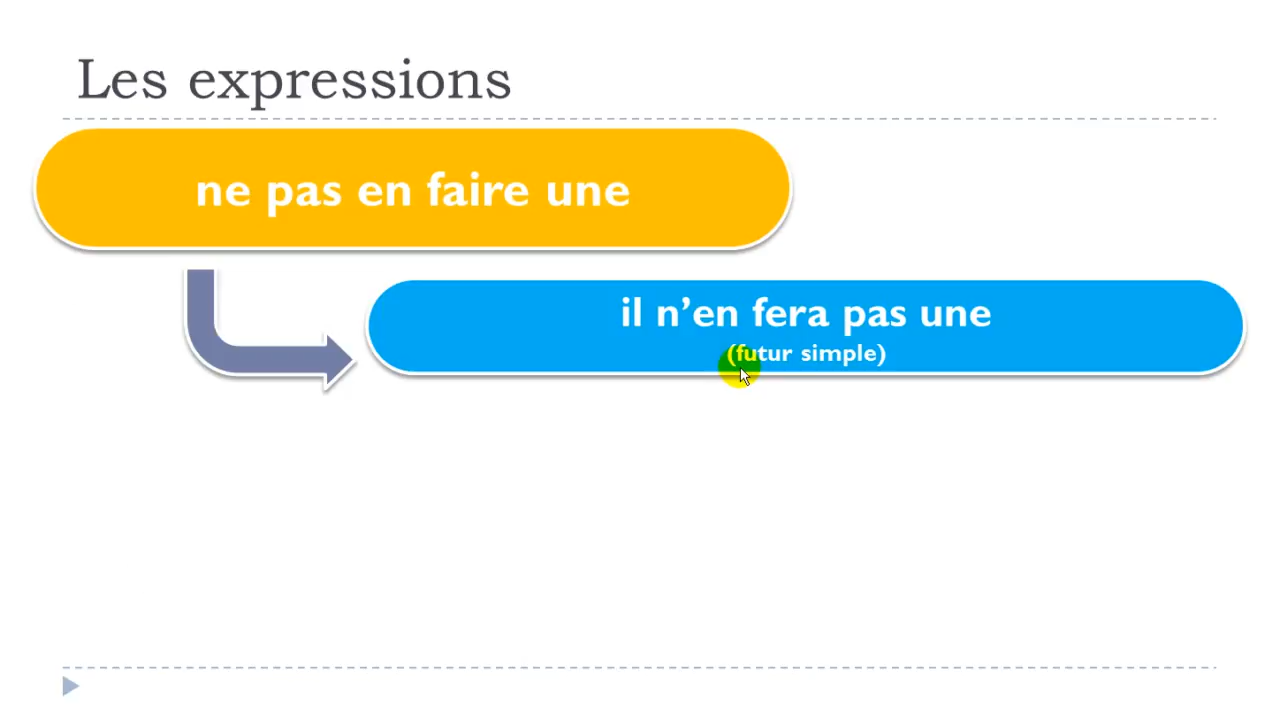 Les expressions
ne pas en faire une
il n’en fera pas une
(futur simple)